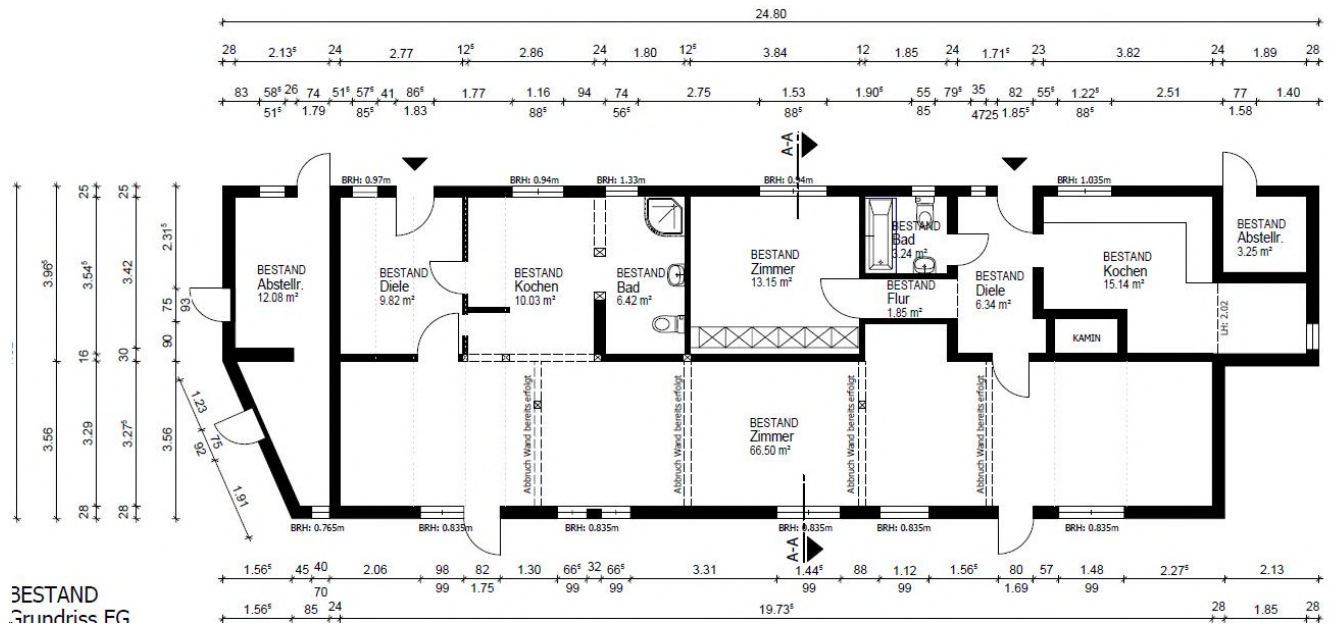 24.80
28 2.13⁵ 24 2.77 12⁵ 2.86 24 1.80 12⁵ 3.84 12 1.85 24 1.71⁵ 23 3.82 24 1.89 28
83 58⁵ 26 74 51⁵ 57⁵ 41 86⁵ 1.77 1.16 94 74 2.75 1.53 1.90⁵ 55 79⁵ 35 82 55⁵ 1.22⁵ 2.51 77 1.40
51⁵ 1.79 85⁵ 1.83 88⁵ 56⁵ 88⁵ 85 4725 1.85⁵ 88⁵ 1.58
A-A
BRH: 0.97m BRH: 0.94m BRH: 1.33m BRH: 0.94m BRH: 1.035m
25 25 25
3.96⁵ 3.54⁵ 3.42 2.31⁵
75 93
90
16 30
3.56 3.29 3.27⁵ 3.56
28 28
1.23
75
92
1.91
BESTAND
Abstellr.
12.08 m²
BESTAND
Diele
9.82 m²
BESTAND
Kochen
10.03 m²
BESTAND
Bad
6.42 m²
BESTAND
Zimmer
13.15 m²
BESTAND
Bad
3.24 m²
BESTAND
Flur
1.85 m²
BESTAND
Diele
6.34 m²
BESTAND
Kochen
15.14 m²
BESTAND
Abstellr.
3.25 m²
LH: 2.02
KAMIN
Abbruch Wand bereits erfolgt
Abbruch Wand bereits erfolgt
Abbruch Wand bereits erfolgt
Abbruch Wand bereits erfolgt
BESTAND
Zimmer
66.50 m²
BRH: 0.765m BRH: 0.835m BRH: 0.835m BRH: 0.835m BRH: 0.835m BRH: 0.835m
A-A
1.56⁵ 45 40 2.06 98 82 1.30 66⁵ 32 66⁵ 3.31 1.44⁵ 88 1.12 1.56⁵ 80 57 1.48 2.27⁵ 2.13
70 99 1.75 99 99 99 99 1.69 99
1.56⁵ 85 24 19.73⁵ 28 1.85 28
BESTAND
Grundriss EG